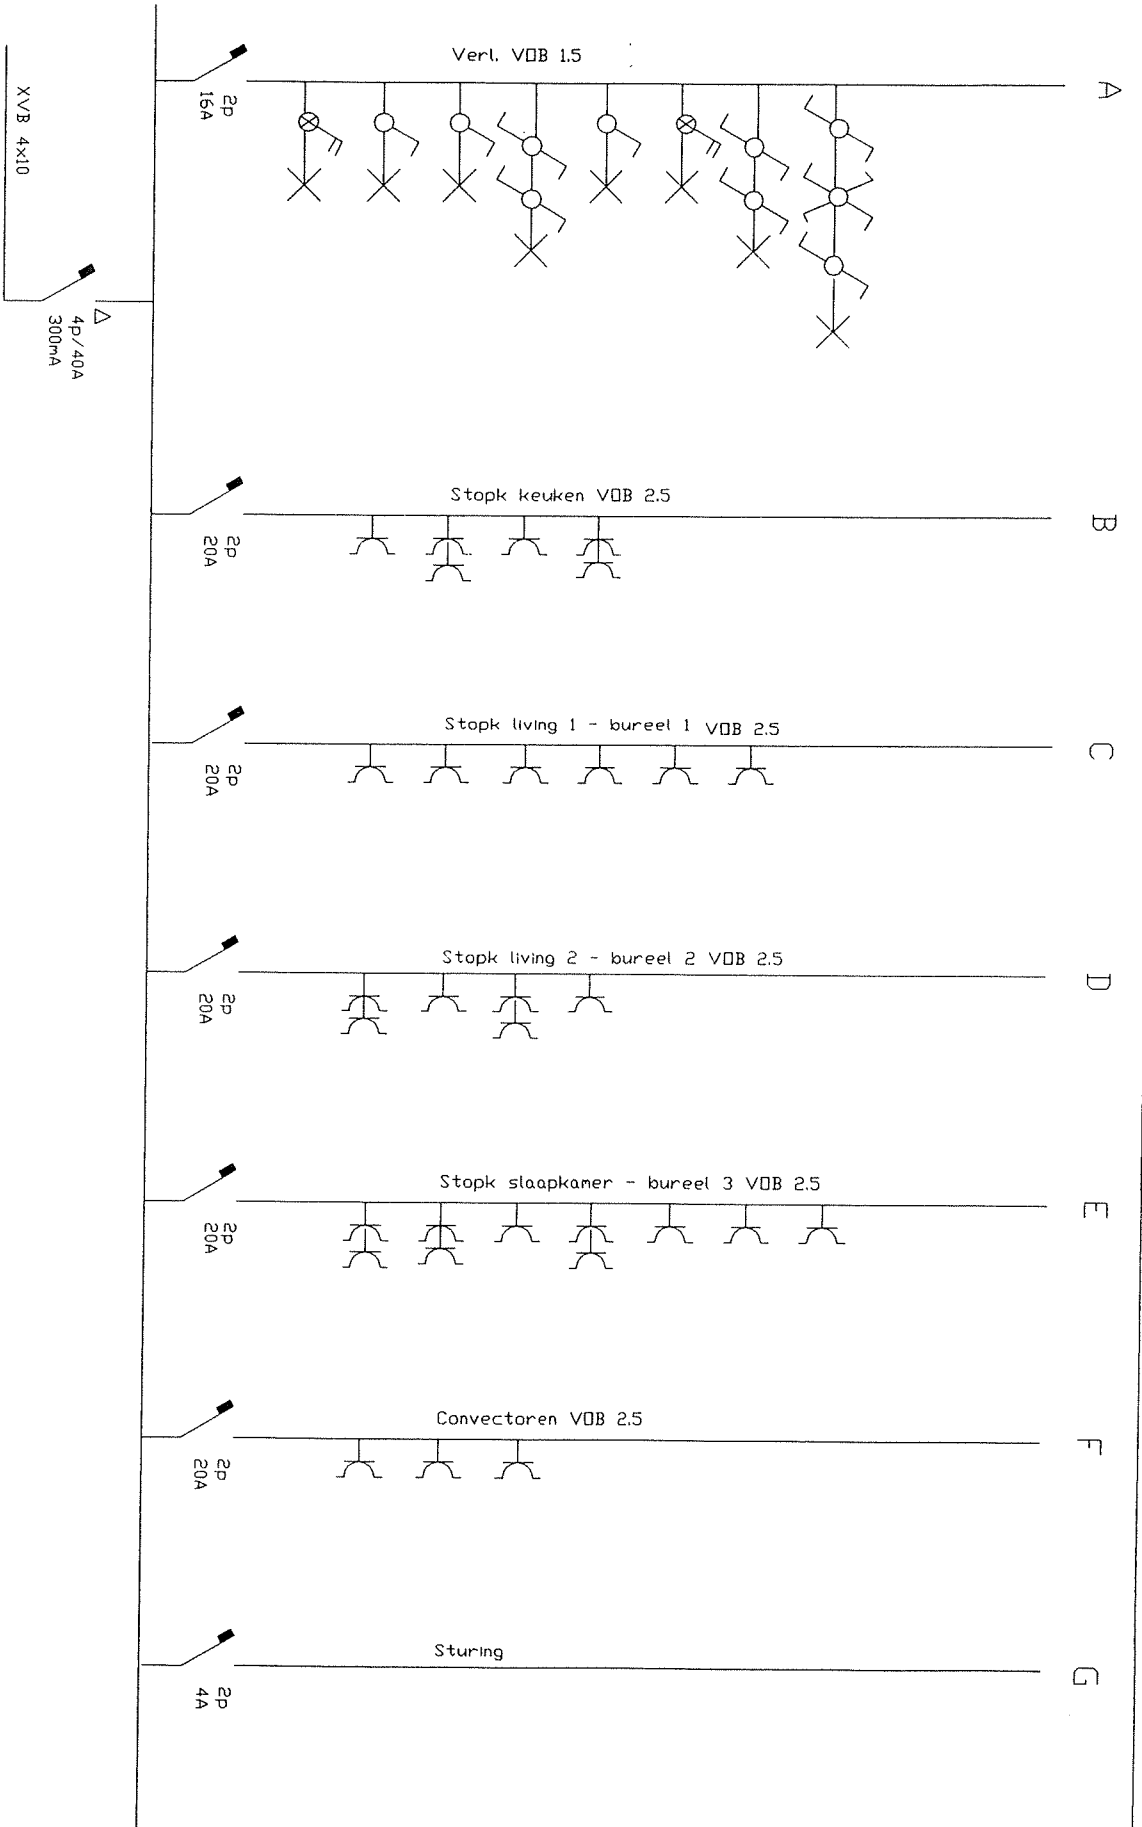 A
Verl. VOB 1.5
2p
16A
XVB 4x10
Δ
4p/40A
300mA
B
Stopk keuken VOB 2.5
2p
20A
C
Stopk living 1 - bureel 1 VOB 2.5
2p
20A
D
Stopk living 2 - bureel 2 VOB 2.5
2p
20A
E
Stopk slaapkamer - bureel 3 VOB 2.5
2p
20A
F
Convectoren VOB 2.5
2p
20A
G
Sturing
2p
4A